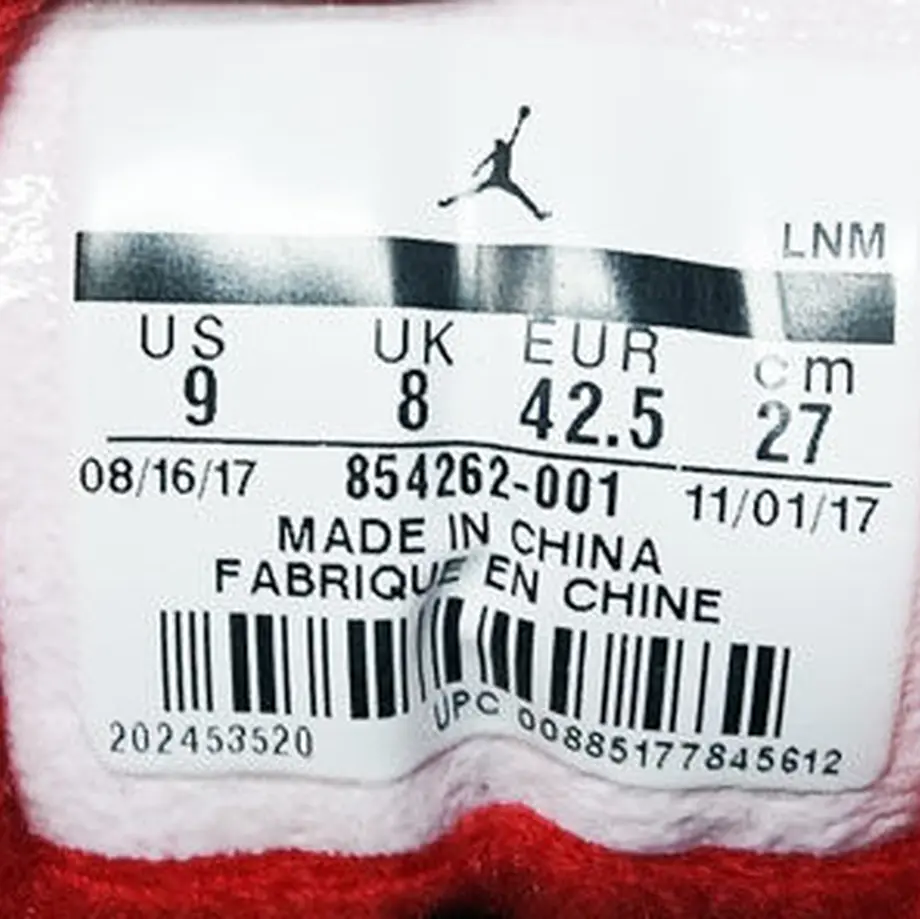 LNM
US UK EUR cm
9 8 42.5 27
08/16/17 854262-001 11/01/17
MADE IN CHINA
FABRIQUE EN CHINE
202453520 UPC 00885177845612